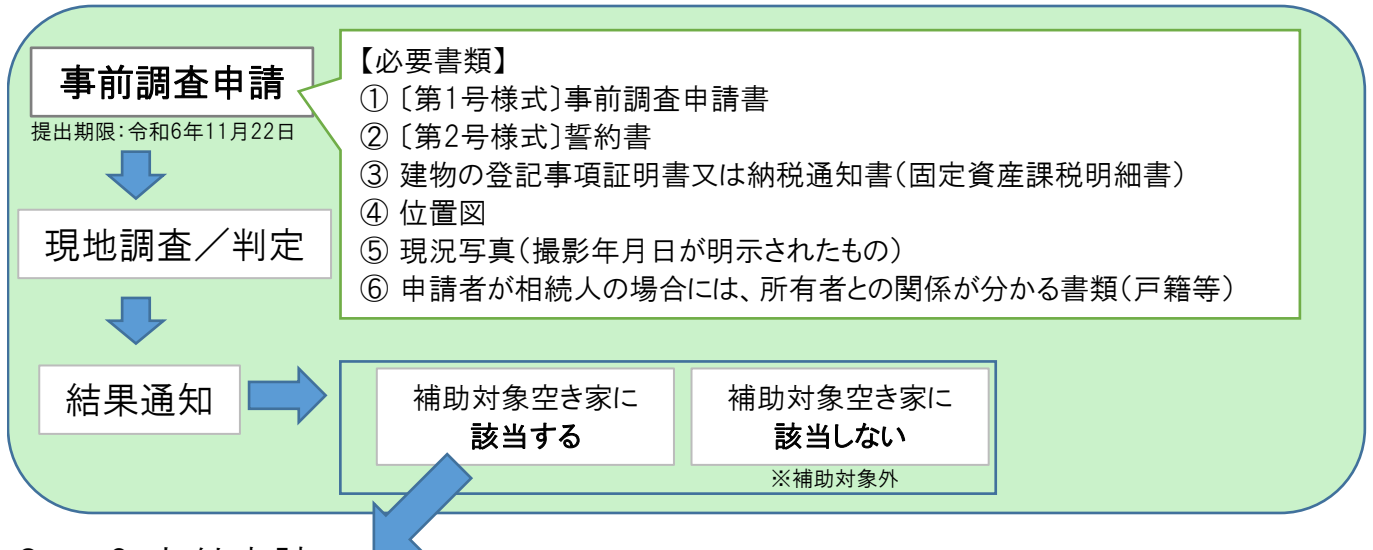 事前調査申請
提出期限：令和6年11月22日
【必要書類】
① 〔第1号様式〕事前調査申請書
② 〔第2号様式〕誓約書
③ 建物の登記事項証明書又は納税通知書（固定資産課税明細書）
④ 位置図
⑤ 現況写真（撮影年月日が明示されたもの）
⑥ 申請者が相続人の場合には、所有者との関係が分かる書類（戸籍等）
現地調査／判定
結果通知
補助対象空き家に
該当する
補助対象空き家に
該当しない
※補助対象外